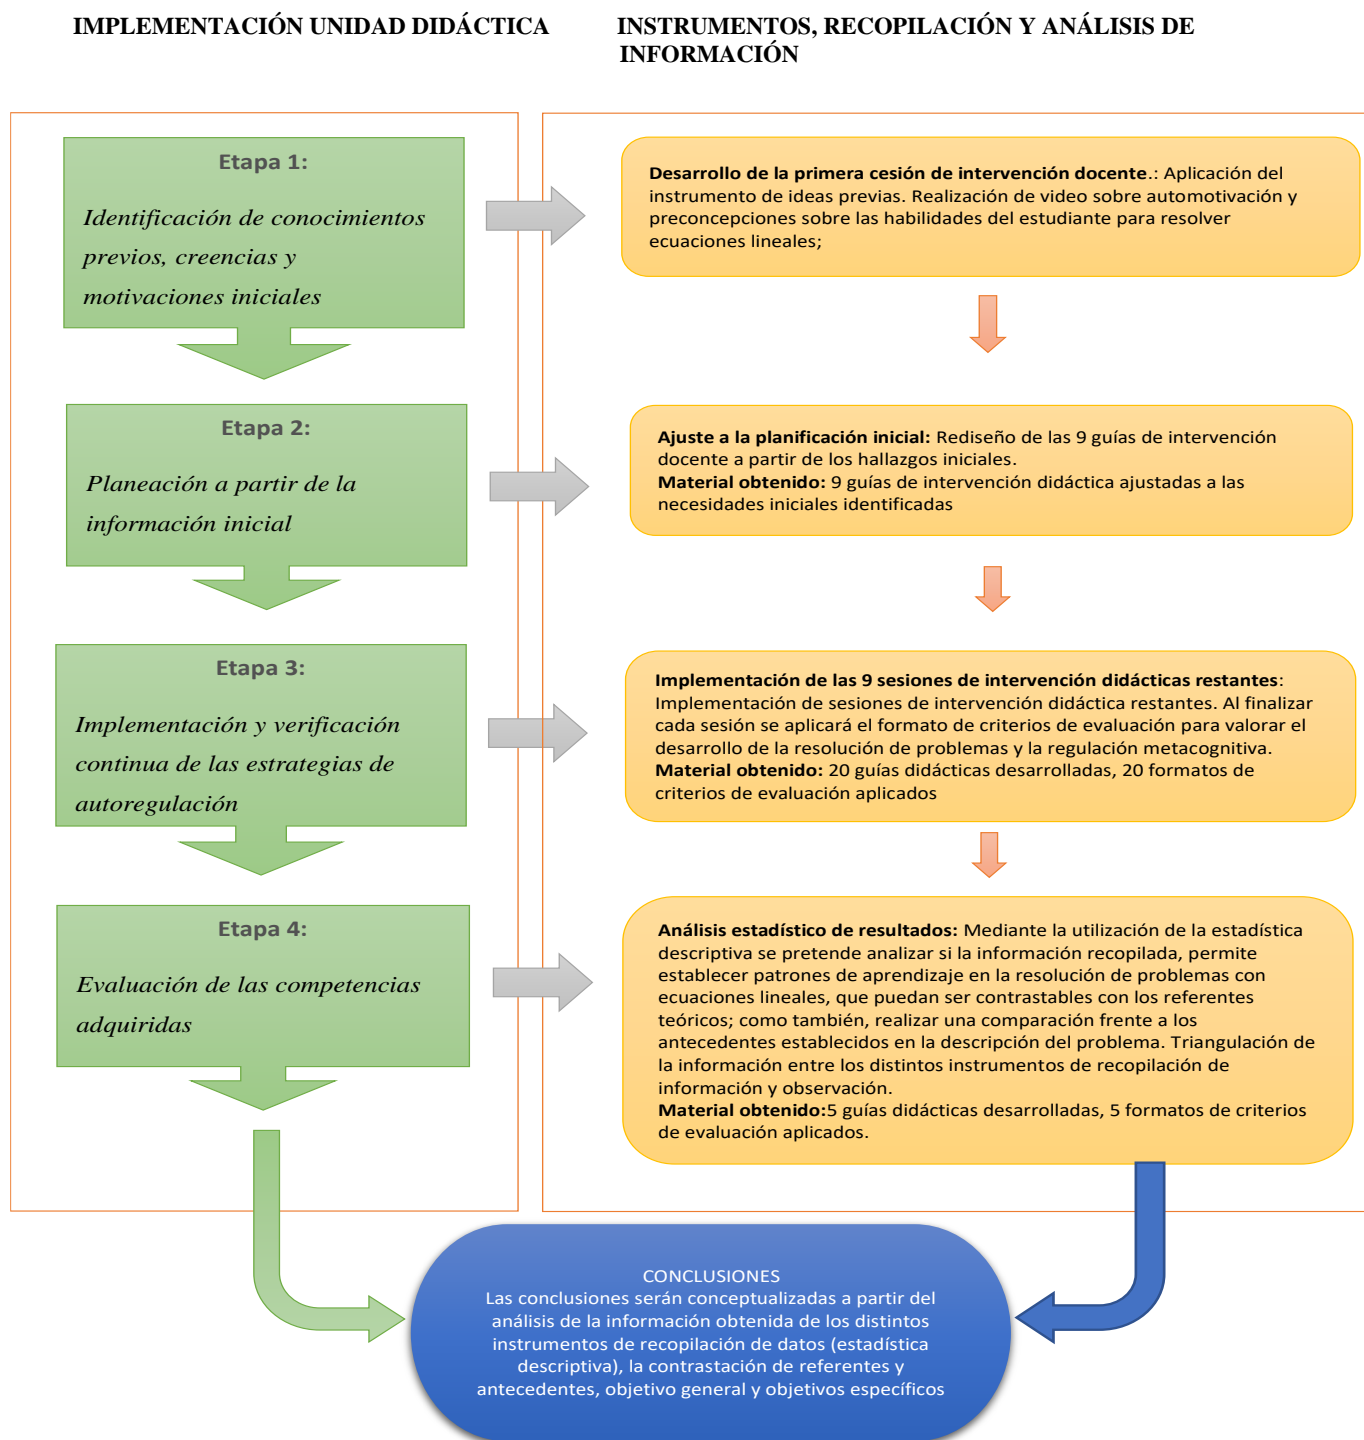 IMPLEMENTACIÓN UNIDAD DIDÁCTICA
INSTRUMENTOS, RECOPILACIÓN Y ANÁLISIS DE
INFORMACIÓN
Etapa 1:
Identificación de conocimientos
previos, creencias y
motivaciones iniciales
Desarrollo de la primera cesión de intervención docente.: Aplicación del
instrumento de ideas previas. Realización de video sobre automotivación y
preconcepciones sobre las habilidades del estudiante para resolver
ecuaciones lineales;
Etapa 2:
Planeación a partir de la
información inicial
Ajuste a la planificación inicial: Rediseño de las 9 guías de intervención
docente a partir de los hallazgos iniciales.
Material obtenido: 9 guías de intervención didáctica ajustadas a las
necesidades iniciales identificadas
Etapa 3:
Implementación y verificación
continua de las estrategias de
autoregulación
Implementación de las 9 sesiones de intervención didácticas restantes:
Implementación de sesiones de intervención didáctica restantes. Al finalizar
cada sesión se aplicará el formato de criterios de evaluación para valorar el
desarrollo de la resolución de problemas y la regulación metacognitiva.
Material obtenido: 20 guías didácticas desarrolladas, 20 formatos de
criterios de evaluación aplicados
Etapa 4:
Evaluación de las competencias
adquiridas
Análisis estadístico de resultados: Mediante la utilización de la estadística
descriptiva se pretende analizar si la información recopilada, permite
establecer patrones de aprendizaje en la resolución de problemas con
ecuaciones lineales, que puedan ser contrastables con los referentes
teóricos; como también, realizar una comparación frente a los
antecedentes establecidos en la descripción del problema. Triangulación de
la información entre los distintos instrumentos de recopilación de
información y observación.
Material obtenido:5 guías didácticas desarrolladas, 5 formatos de criterios
de evaluación aplicados.
CONCLUSIONES
Las conclusiones serán conceptualizadas a partir del
análisis de la información obtenida de los distintos
instrumentos de recopilación de datos (estadística
descriptiva), la contrastación de referentes y
antecedentes, objetivo general y objetivos específicos